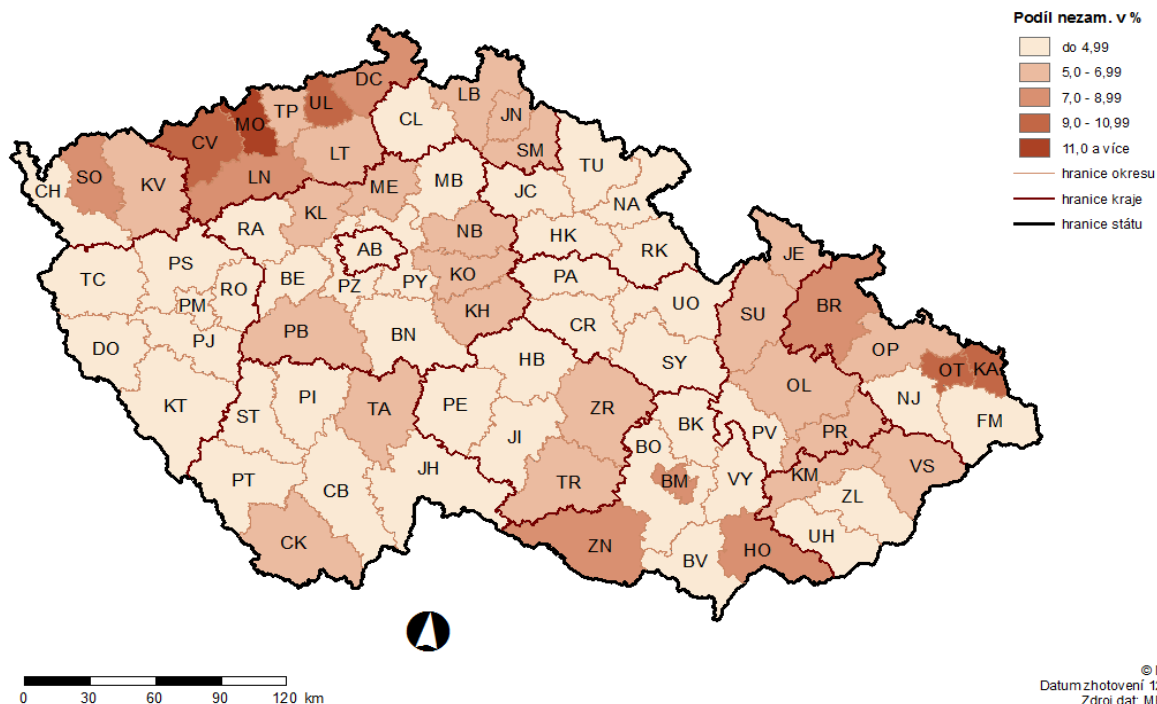 Podíl nezam. v %
do 4,99
5,0 - 6,99
7,0 - 8,99
9,0 - 10,99
11,0 a více
hranice okresu
hranice kraje
hranice státu
DC
LB
UL
TP
JN
MO
CL
CV
SM
LT
TU
SO
LN
ME
MB
CH
KV
JC
NA
KL
RA
NB
HK
AB
RK
JE
PS
TC
BE
KO
PA
RO
PZ
PY
PM
UO
BR
KH
SU
CR
PB
BN
PJ
DO
OP
HB
SY
OT
KA
OL
PI
KT
ST
TA
PE
ZR
NJ
FM
BK
JI
PV
PR
BO
JH
VS
KM
PT
TR
BM
VY
CB
ZL
UH
CK
ZN
HO
BV
0 30 60 90 120 km
©
Datum zhotovení
Zdroj dat: